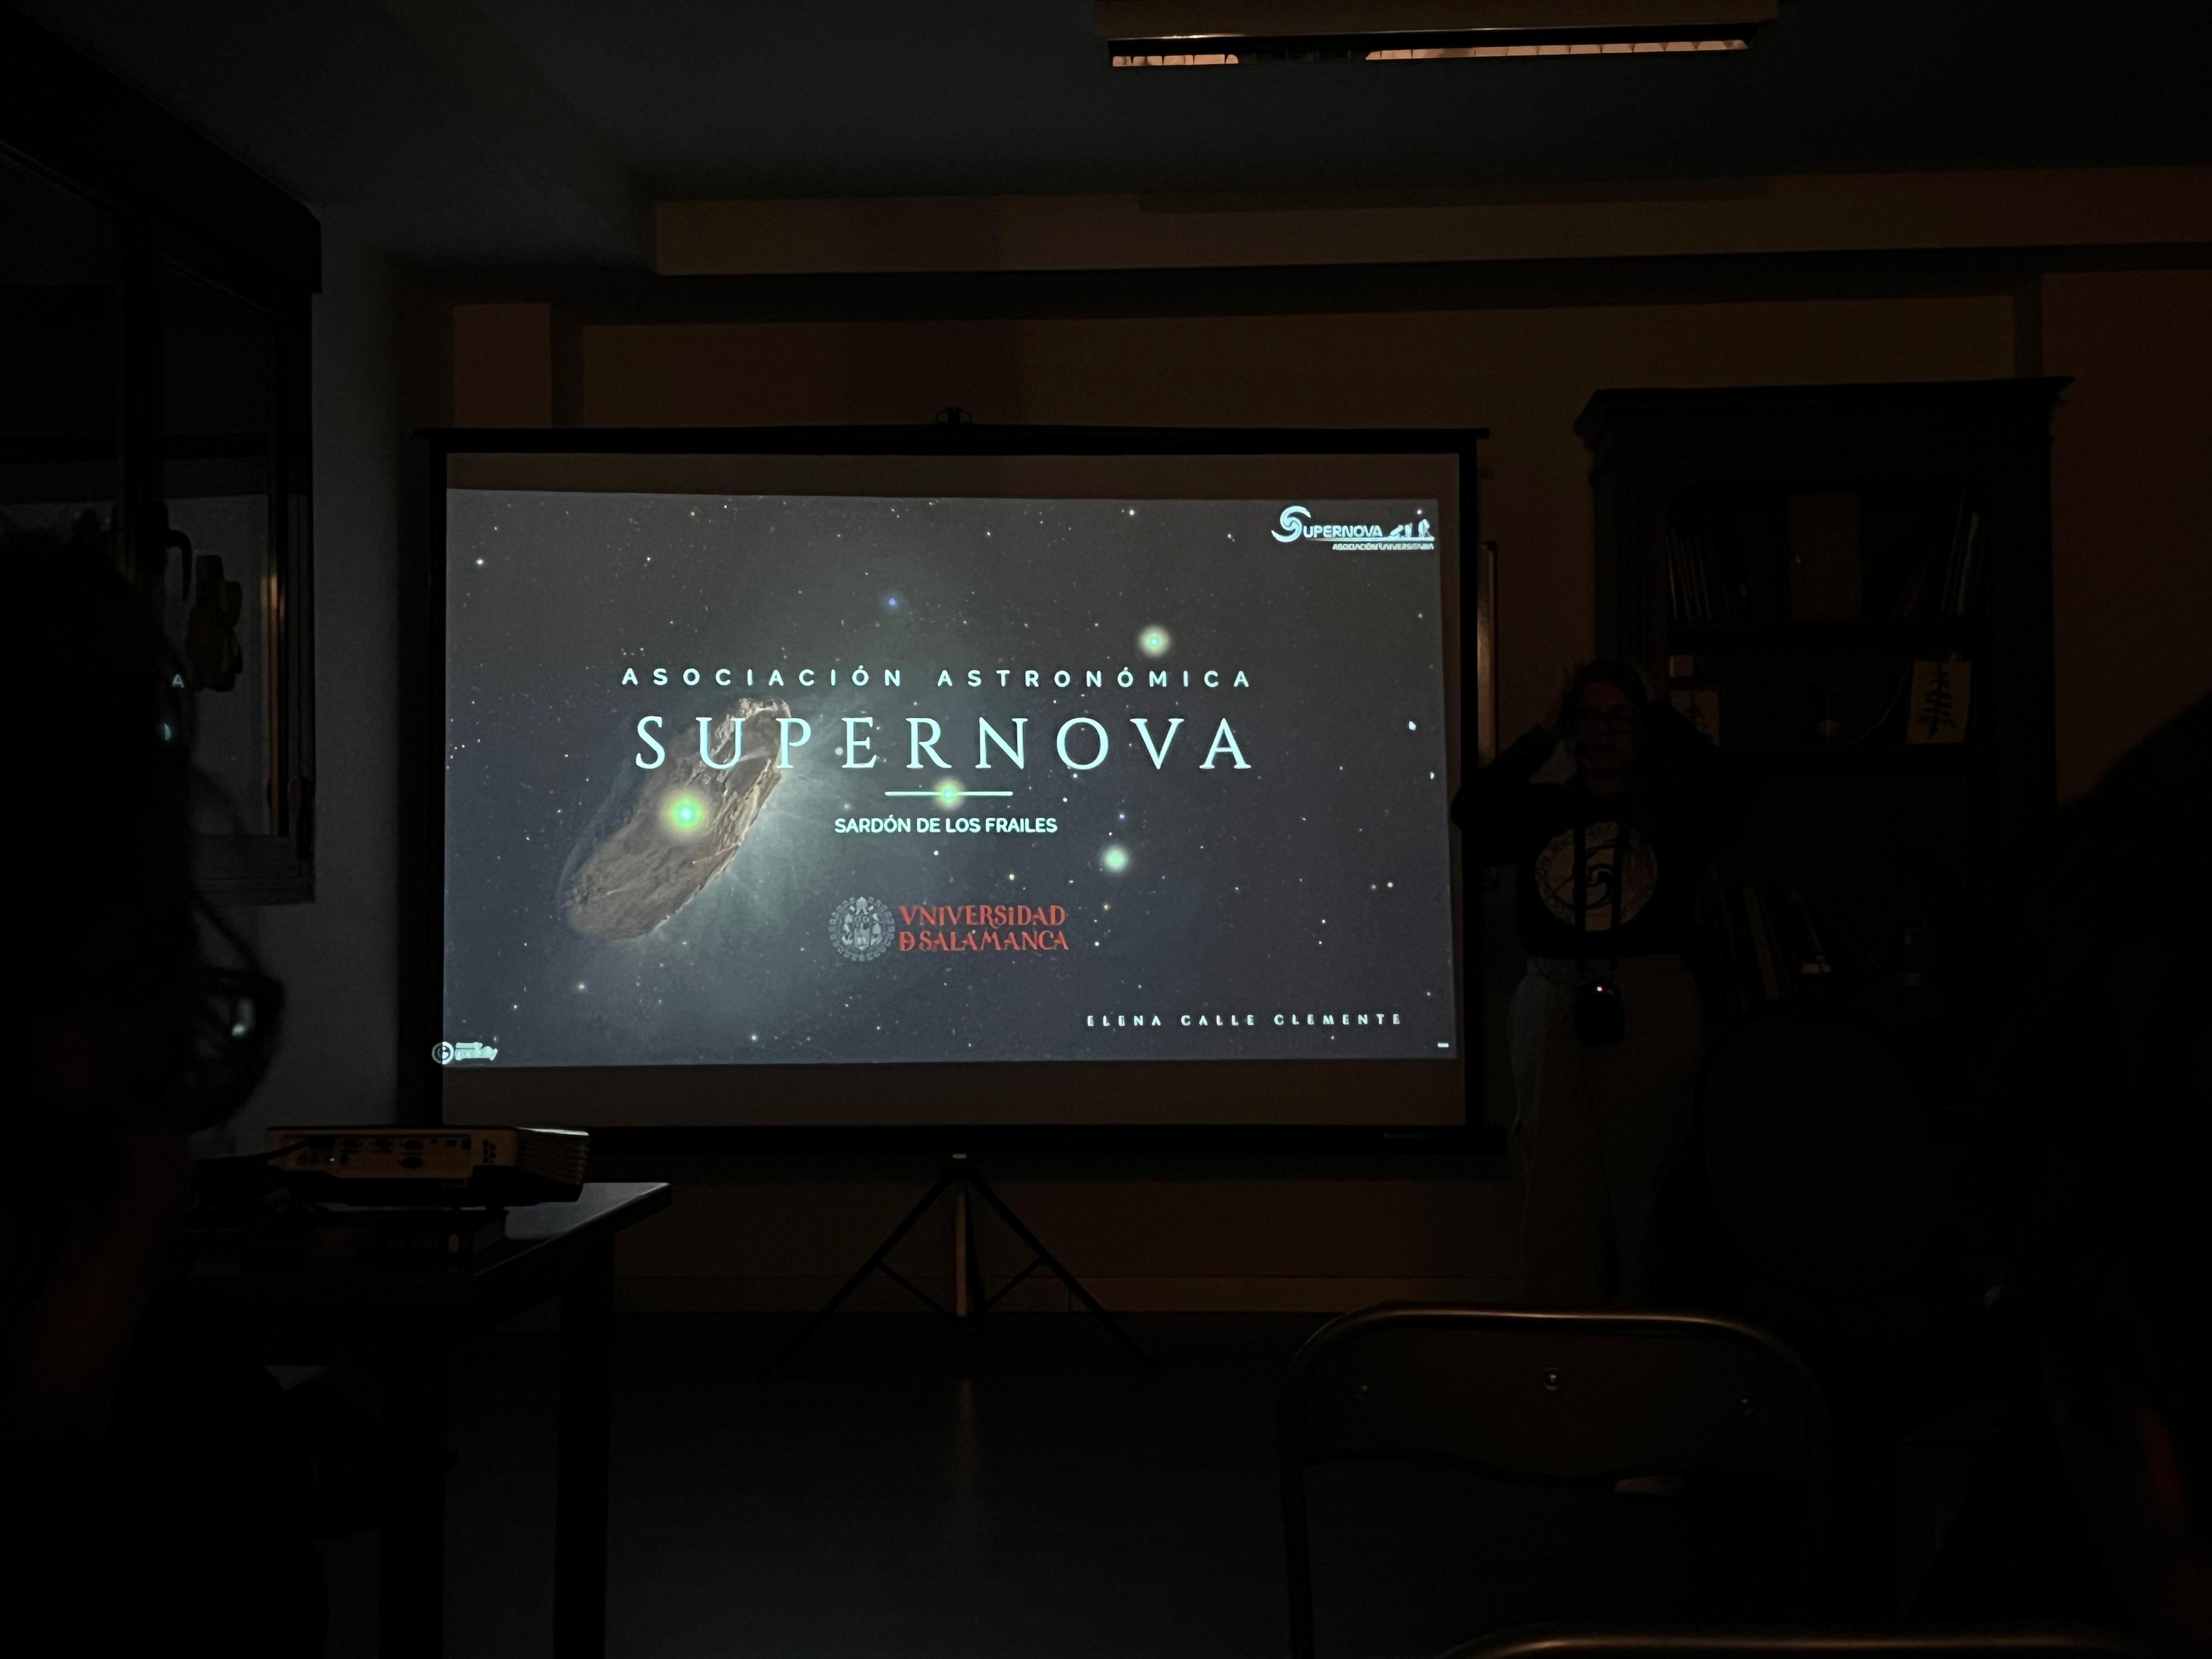 SUPERNOVA
ASOCIACIÓN UNIVERSITARIA
ASOCIACIÓN ASTRONÓMICA
SUPERNOVA
SARDÓN DE LOS FRAILES
VNIVERSIDAD
D SALAMANCA
ELENA CALLE CLEMENTE